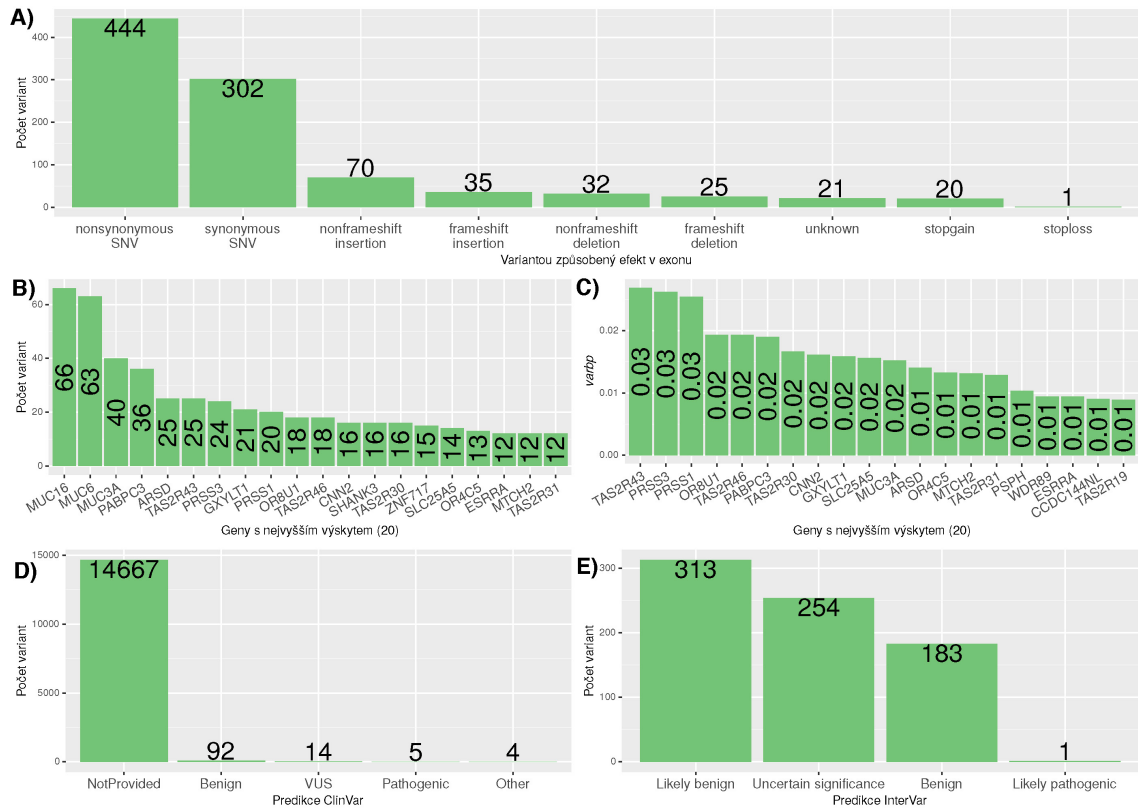 A)
Počet variant
400
300
200
100
0
444
302
70
35
32
25
21
20
1
nonsynonymous SNV
synonymous SNV
nonframeshift insertion
frameshift insertion
nonframeshift deletion
frameshift deletion
unknown
stopgain
stoploss
Variantou způsobený efekt v exonu
B)
Počet variant
60
40
20
0
66
63
40
36
25
25
24
21
20
18
18
16
16
16
15
14
13
12
12
12
MUC16
MUC6
MUC3A
PABPC3
ARSD
TAS2R43
PRSS3
GXYLT1
PRSS1
OR8U1
TAS2R46
CNN2
SHANK3
TAS2R30
ZNF717
SLC25A5
OR4C5
ESRRA
MTCH2
TAS2R31
Geny s nejvyšším výskytem (20)
C)
varbp
0.02
0.01
0.00
0.03
0.03
0.03
0.02
0.02
0.02
0.02
0.02
0.02
0.02
0.02
0.01
0.01
0.01
0.01
0.01
0.01
0.01
0.01
0.01
TAS2R43
PRSS3
PRSS1
OR8U1
TAS2R46
PABPC3
TAS2R30
CNN2
GXYLT1
SLC25A5
MUC3A
ARSD
OR4C5
MTCH2
TAS2R31
PSPH
WDR89
ESRRA
CCDC144NL
TAS2R19
Geny s nejvyšším výskytem (20)
D)
Počet variant
15000
10000
5000
0
14667
92
14
5
4
NotProvided
Benign
VUS
Pathogenic
Other
Predikce ClinVar
E)
Počet variant
300
200
100
0
313
254
183
1
Likely benign
Uncertain significance
Benign
Likely pathogenic
Predikce InterVar